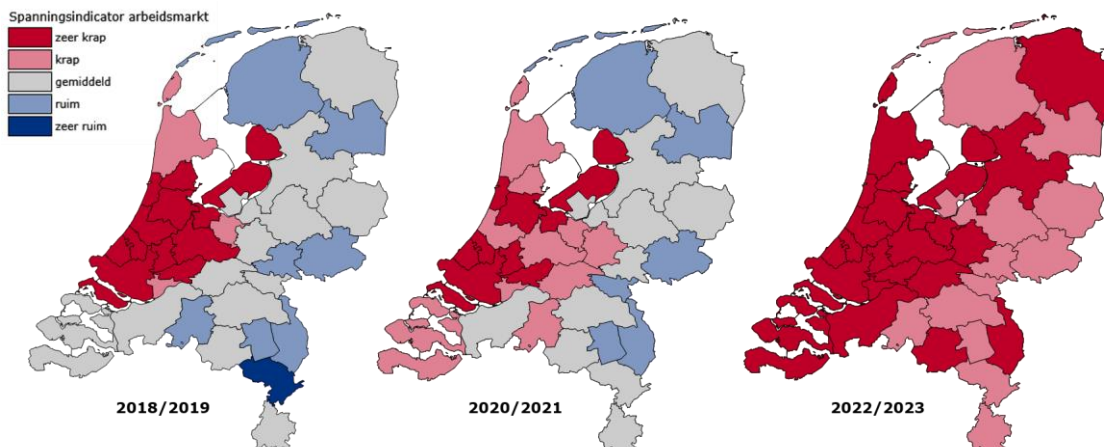 Spanningsindicator arbeidsmarkt
zeer krap
krap
gemiddeld
ruim
zeer ruim
2018/2019
2020/2021
2022/2023